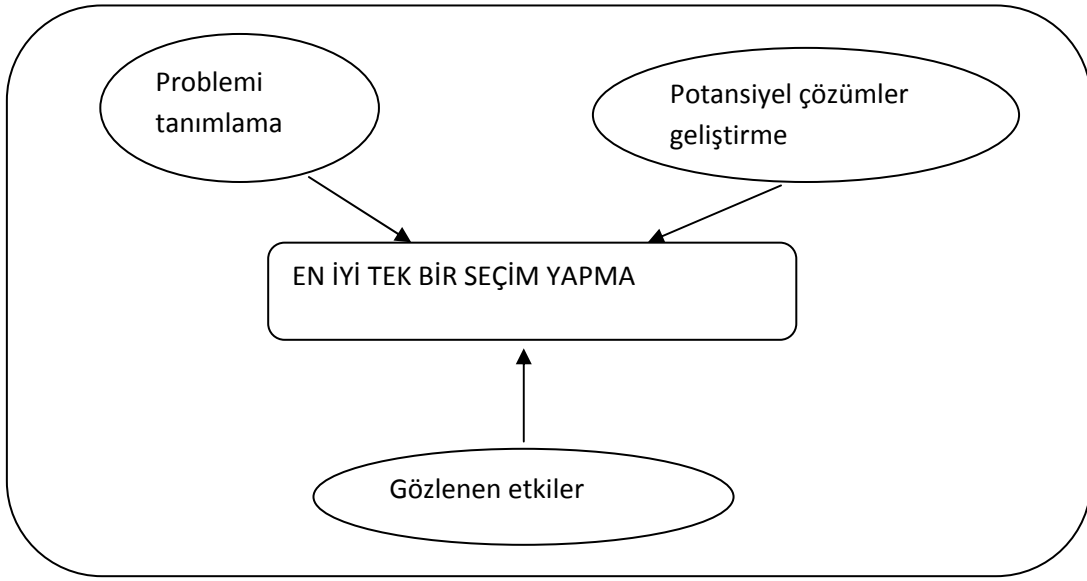 Problemi
tanımlama
Potansiyel çözümler
geliştirme
EN İYİ TEK BİR SEÇİM YAPMA
Gözlenen etkiler